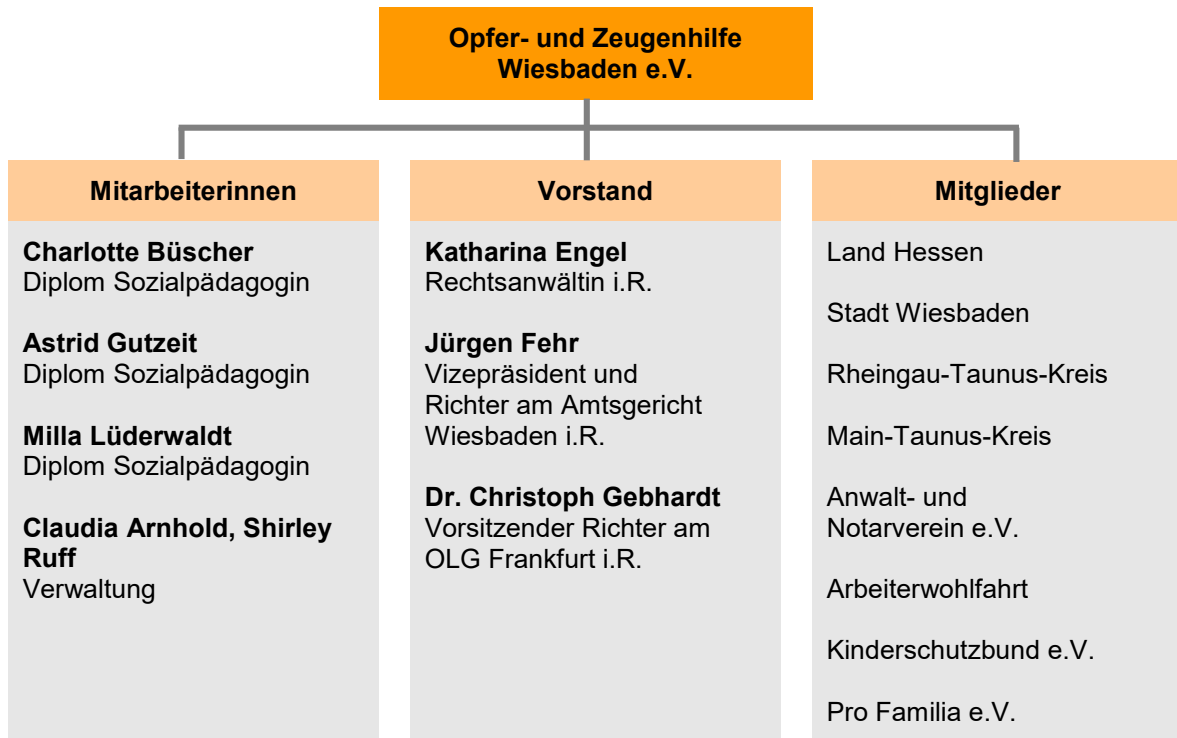 Opfer- und Zeugenhilfe
Wiesbaden e.V.
Mitarbeiterinnen
Charlotte Büscher
Diplom Sozialpädagogin
Astrid Gutzeit
Diplom Sozialpädagogin
Milla Lüderwaldt
Diplom Sozialpädagogin
Claudia Arnhold, Shirley
Ruff
Verwaltung
Vorstand
Katharina Engel
Rechtsanwältin i.R.
Jürgen Fehr
Vizepräsident und
Richter am Amtsgericht
Wiesbaden i.R.
Dr. Christoph Gebhardt
Vorsitzender Richter am
OLG Frankfurt i.R.
Mitglieder
Land Hessen
Stadt Wiesbaden
Rheingau-Taunus-Kreis
Main-Taunus-Kreis
Anwalt- und
Notarverein e.V.
Arbeiterwohlfahrt
Kinderschutzbund e.V.
Pro Familia e.V.